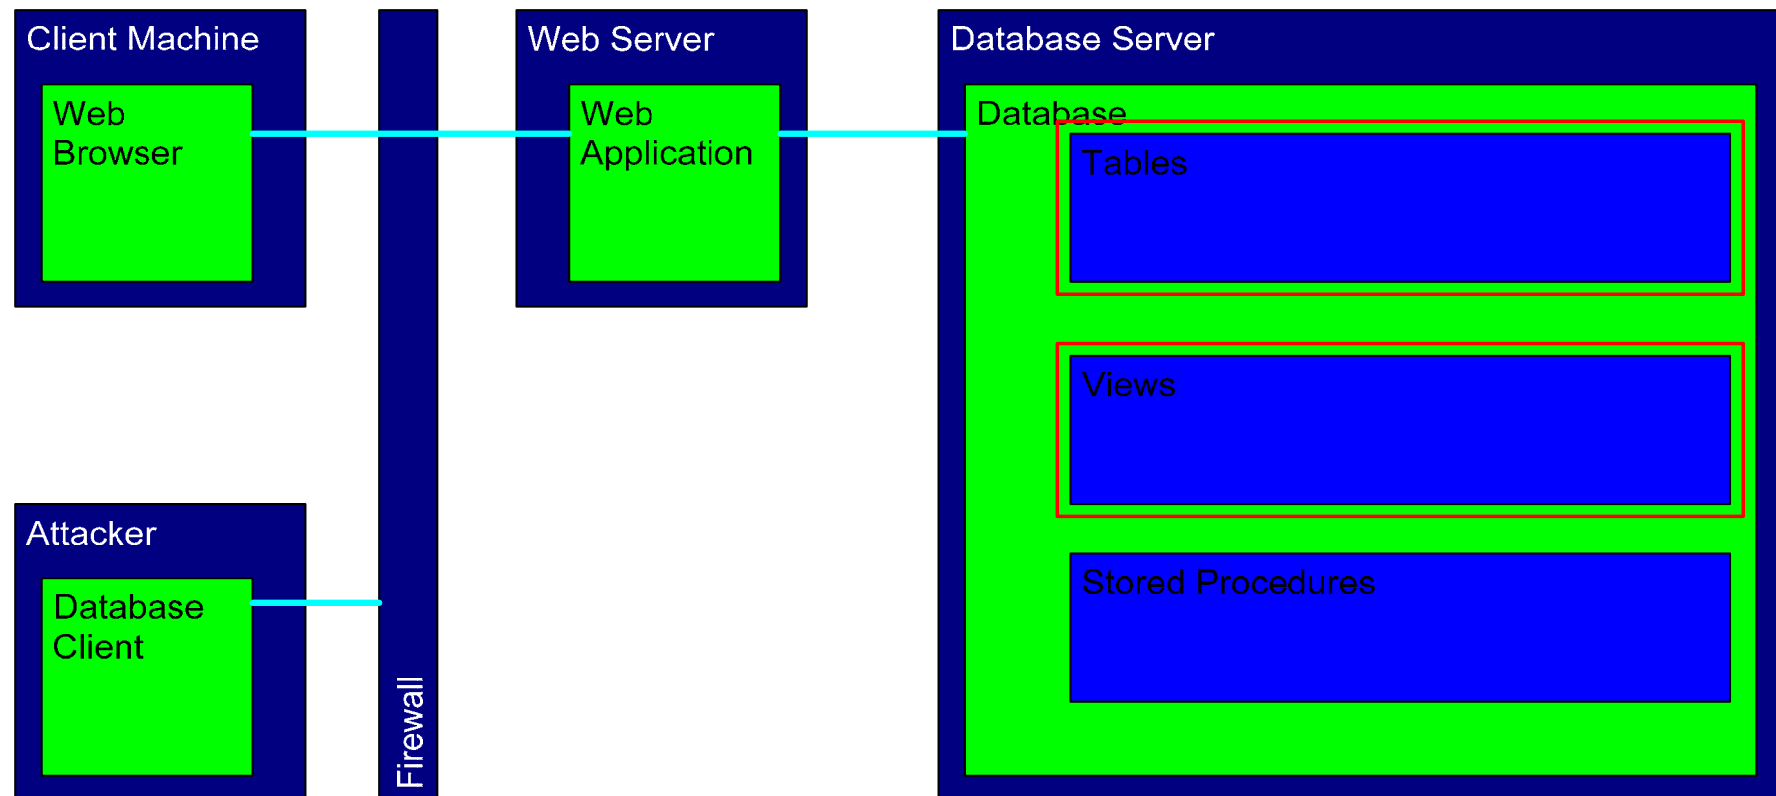 Client Machine
Web
Browser
Firewall
Web Server
Web
Application
Database Server
Database
Tables
Views
Stored Procedures
Attacker
Database
Client